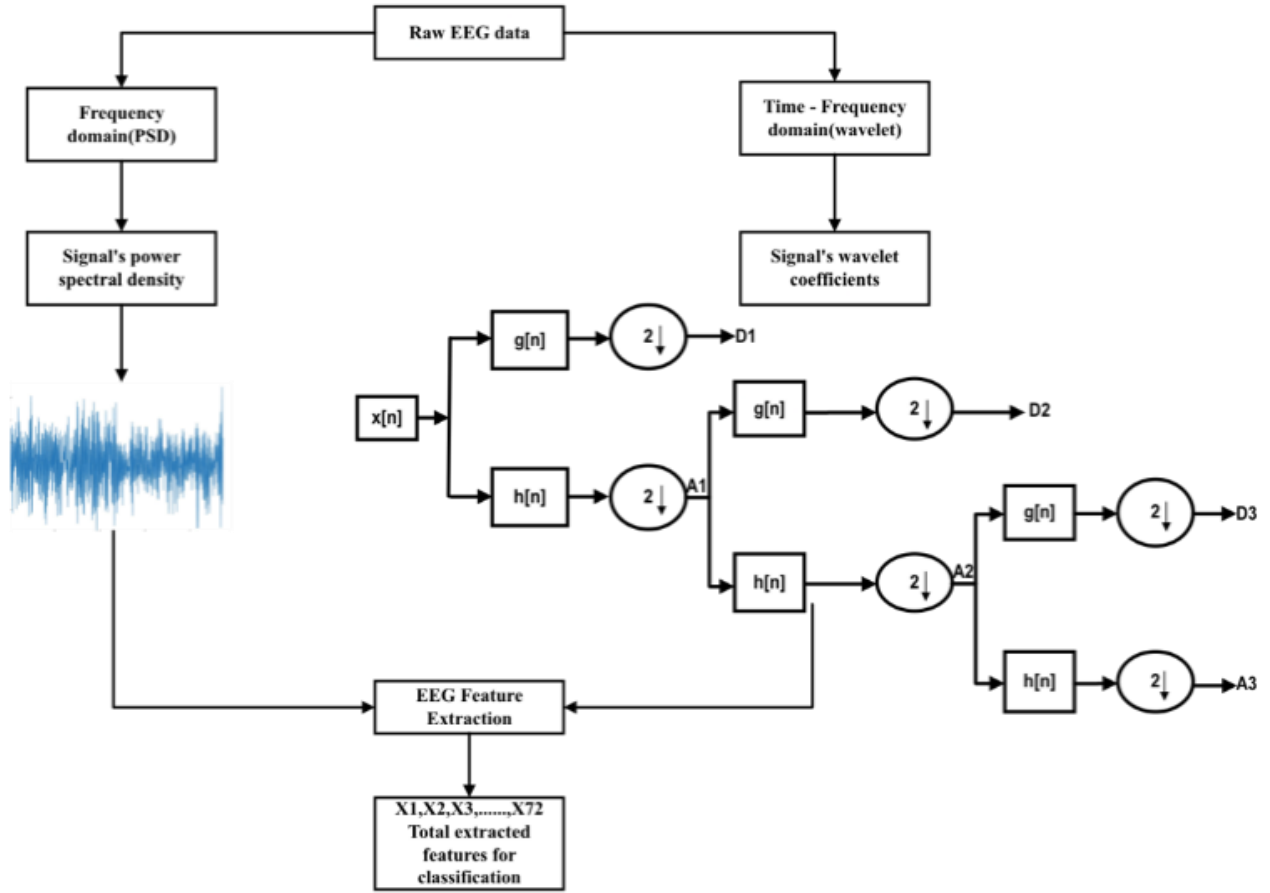 Raw EEG data
Frequency
domain(PSD)
Time - Frequency
domain(wavelet)
Signal's power
spectral density
Signal's wavelet
coefficients
g[n]
2
D1
x[n]
g[n]
2
D2
h[n]
2
A1
g[n]
2
D3
h[n]
2
A2
h[n]
2
A3
EEG Feature
Extraction
X1,X2,X3,......,X72
Total extracted
features for
classification